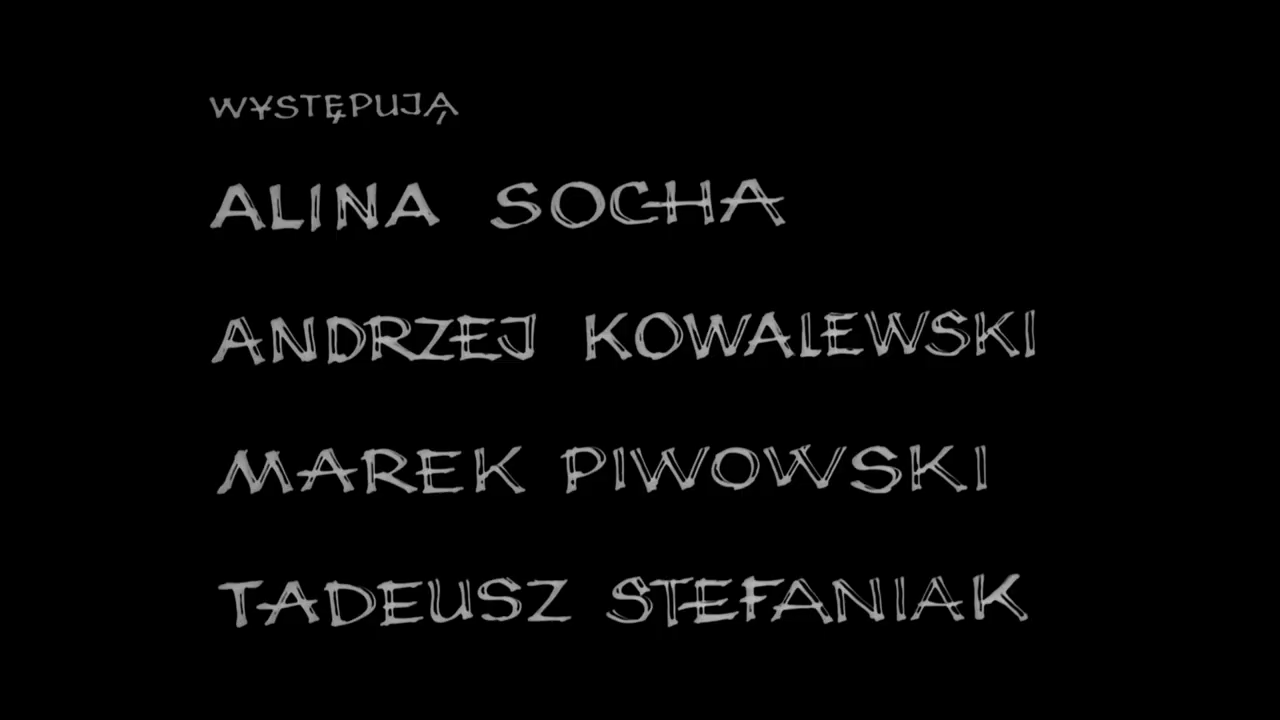 WYSTĘPUJĄ
ALINA SOCHA
ANDRZEJ KOWALEWSKI
MAREK PIWOWSKI
TADEUSZ STEFANIAK